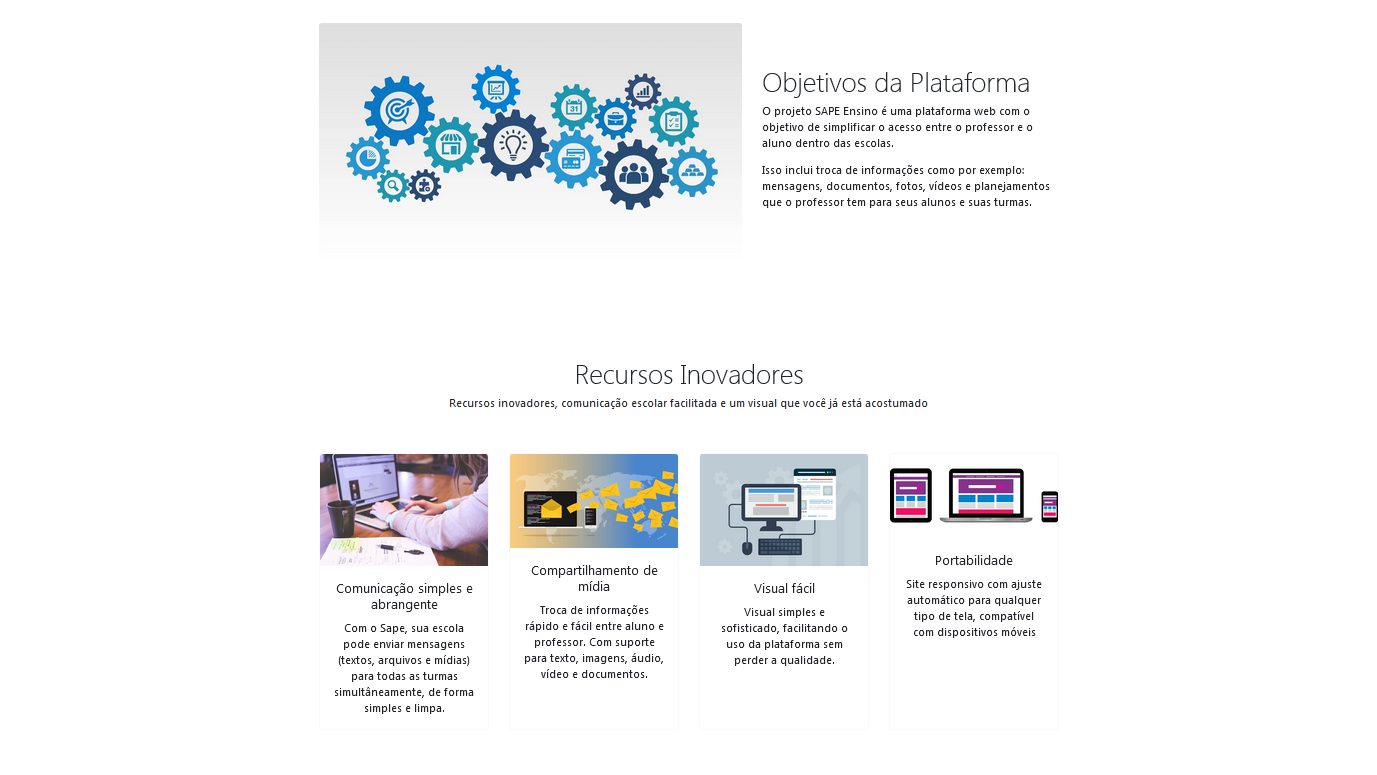 31
Objetivos da Plataforma
O projeto SAPE Ensino é uma plataforma web com o
objetivo de simplificar o acesso entre o professor e o
aluno dentro das escolas.
Isso inclui troca de informações como por exemplo:
mensagens, documentos, fotos, vídeos e planejamentos
que o professor tem para seus alunos e suas turmas.
Recursos Inovadores
Recursos inovadores, comunicação escolar facilitada e um visual que você já está acostumado
Comunicação simples e
abrangente
Com o Sape, sua escola
pode enviar mensagens
(textos, arquivos e mídias)
para todas as turmas
simultâneamente, de forma
simples e limpa.
Compartilhamento de
mídia
Troca de informações
rápido e fácil entre aluno e
professor. Com suporte
para texto, imagens, áudio,
vídeo e documentos.
Visual fácil
Visual simples e
sofisticado, facilitando o
uso da plataforma sem
perder a qualidade.
Portabilidade
Site responsivo com ajuste
automático para qualquer
tipo de tela, compatível
com dispositivos móveis